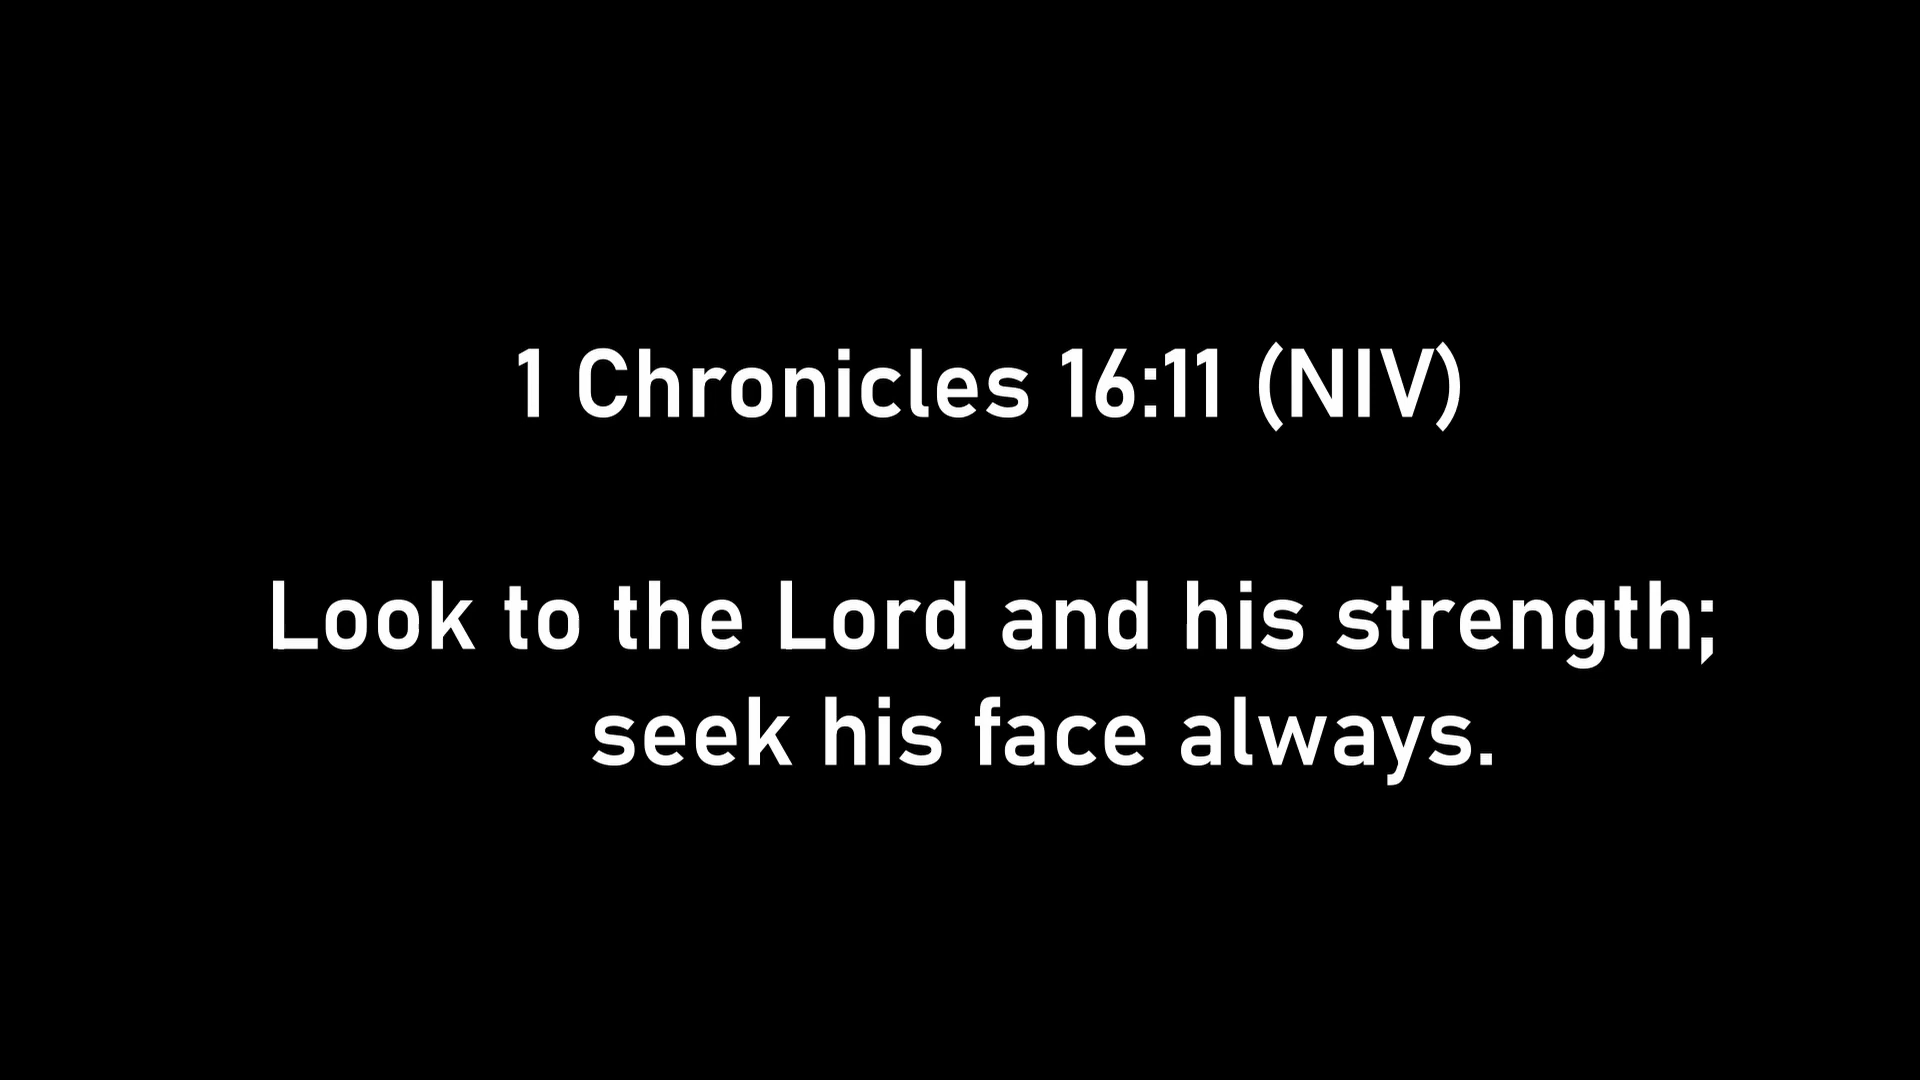 1 Chronicles 16:11 (NIV)
Look to the Lord and his strength;
seek his face always.